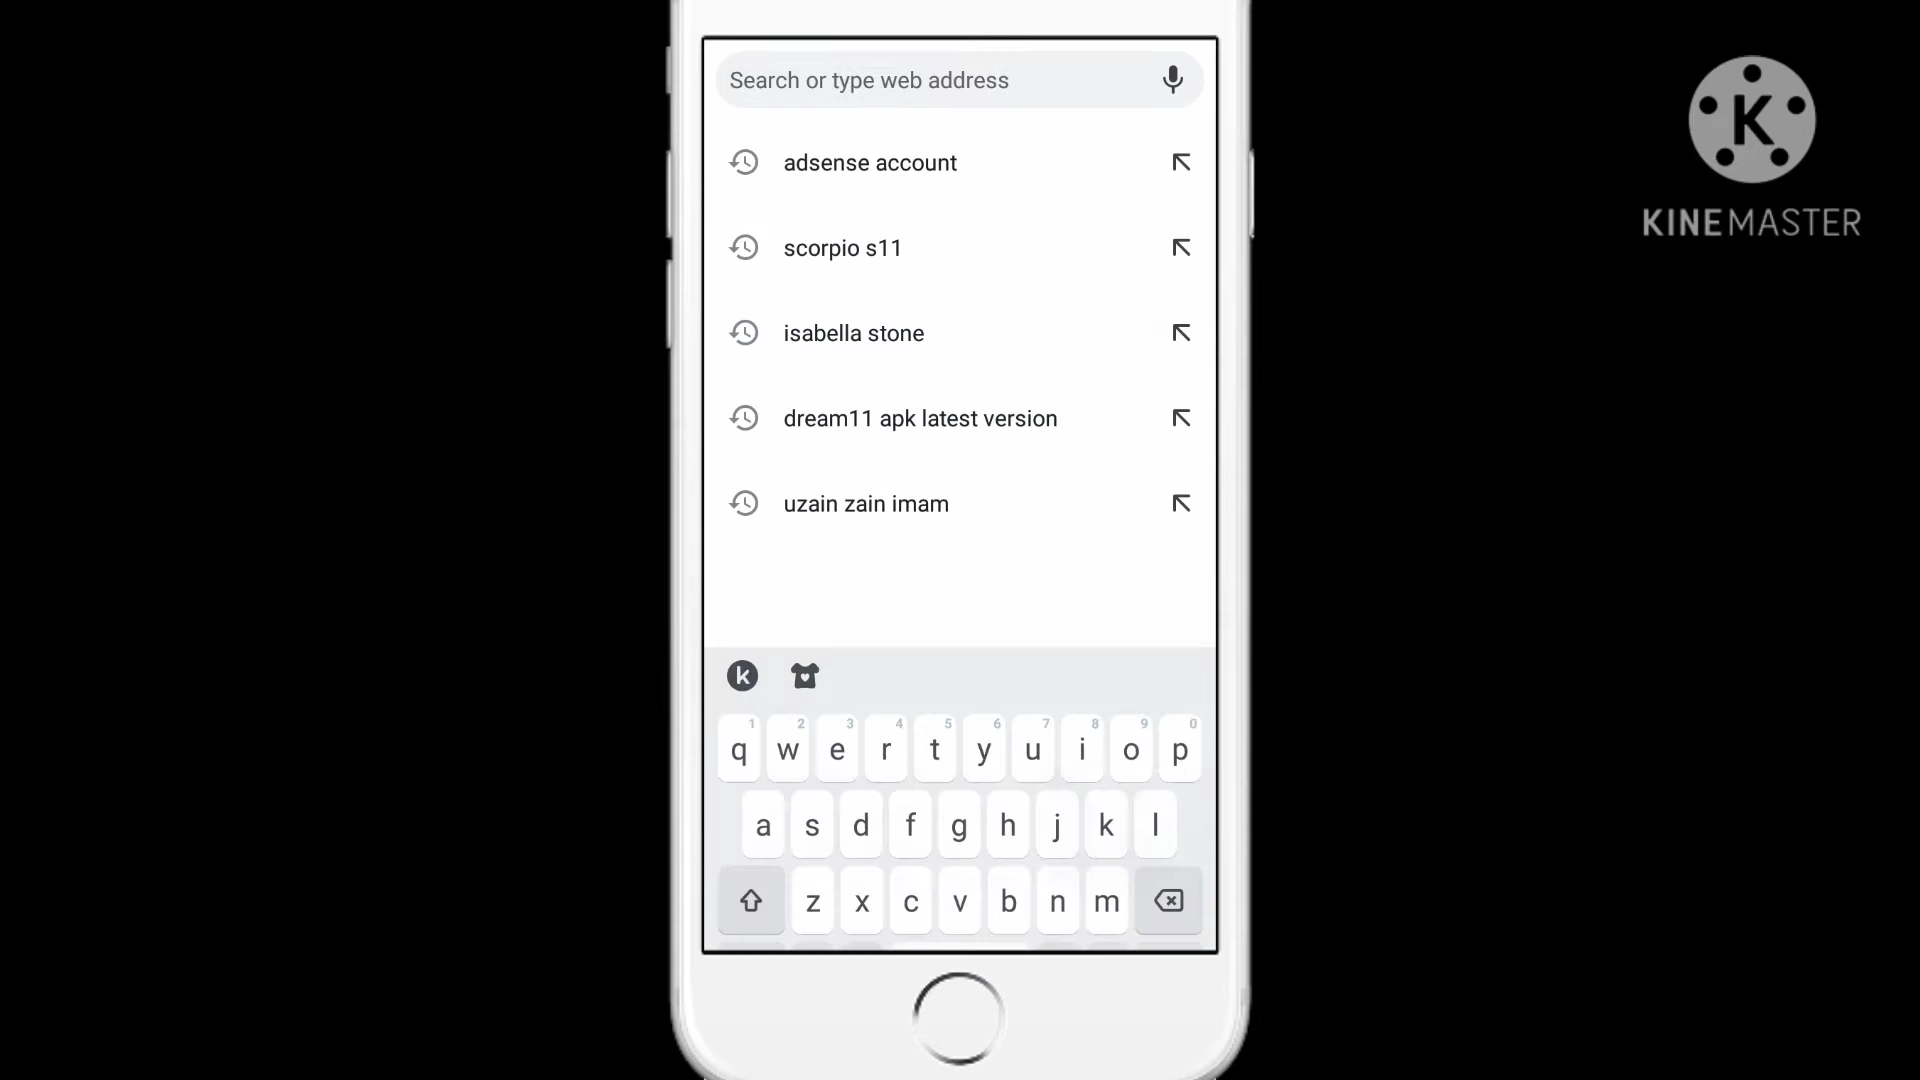 Search or type web address
adsense account
scorpio s11
isabella stone
dream11 apk latest version
uzain zain imam
k
1 2 3 4 5 6 7 8 9 0
q w e r t y u i o p
a s d f g h j k l
z x c v b n m
K
KINEMASTER